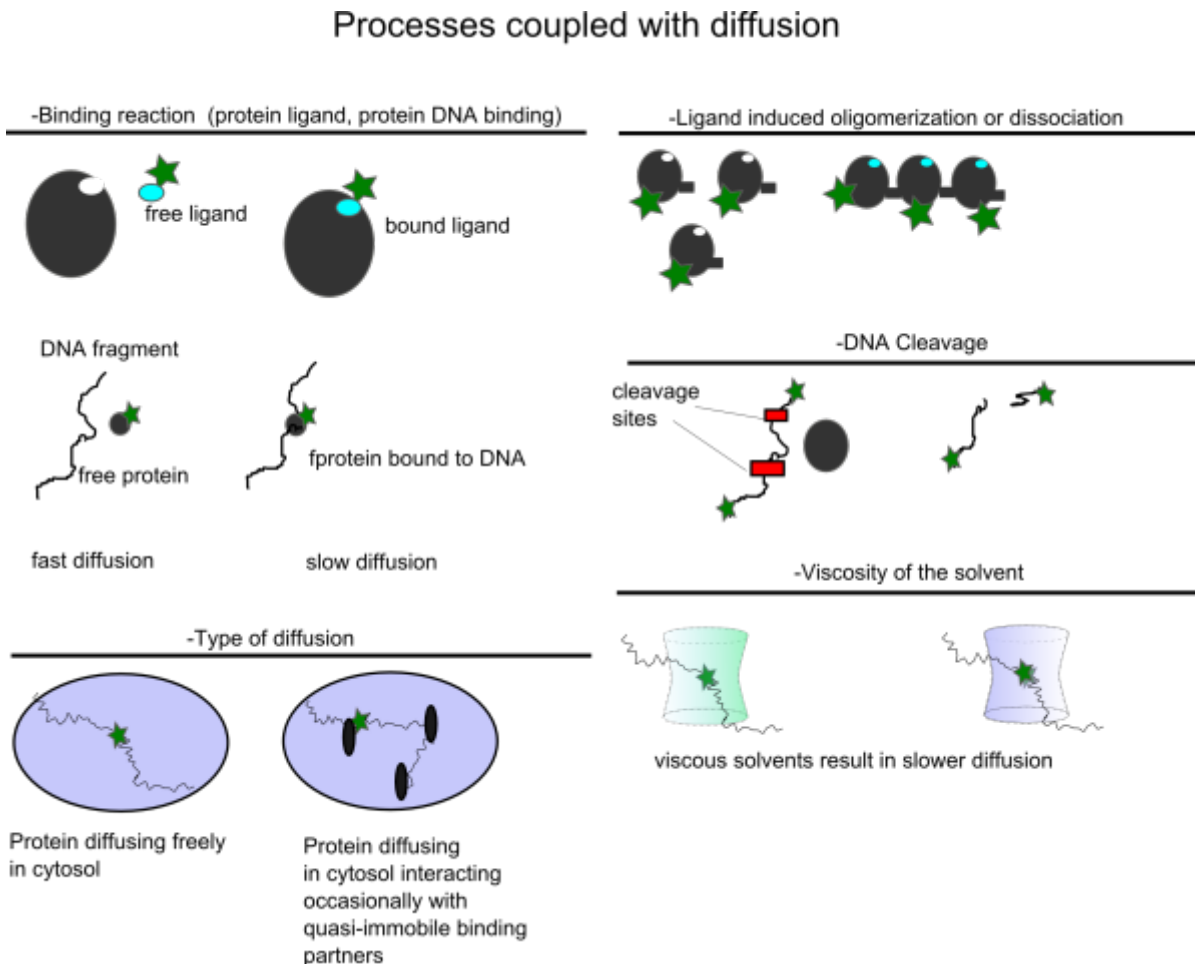 Processes coupled with diffusion
-Binding reaction (protein ligand, protein DNA binding)
free ligand
bound ligand
DNA fragment
free protein
fprotein bound to DNA
fast diffusion
slow diffusion
-Type of diffusion
Protein diffusing freely
in cytosol
Protein diffusing
in cytosol interacting
occasionally with
quasi-immobile binding
partners
-Ligand induced oligomerization or dissociation
-DNA Cleavage
cleavage
sites
-Viscosity of the solvent
viscous solvents result in slower diffusion